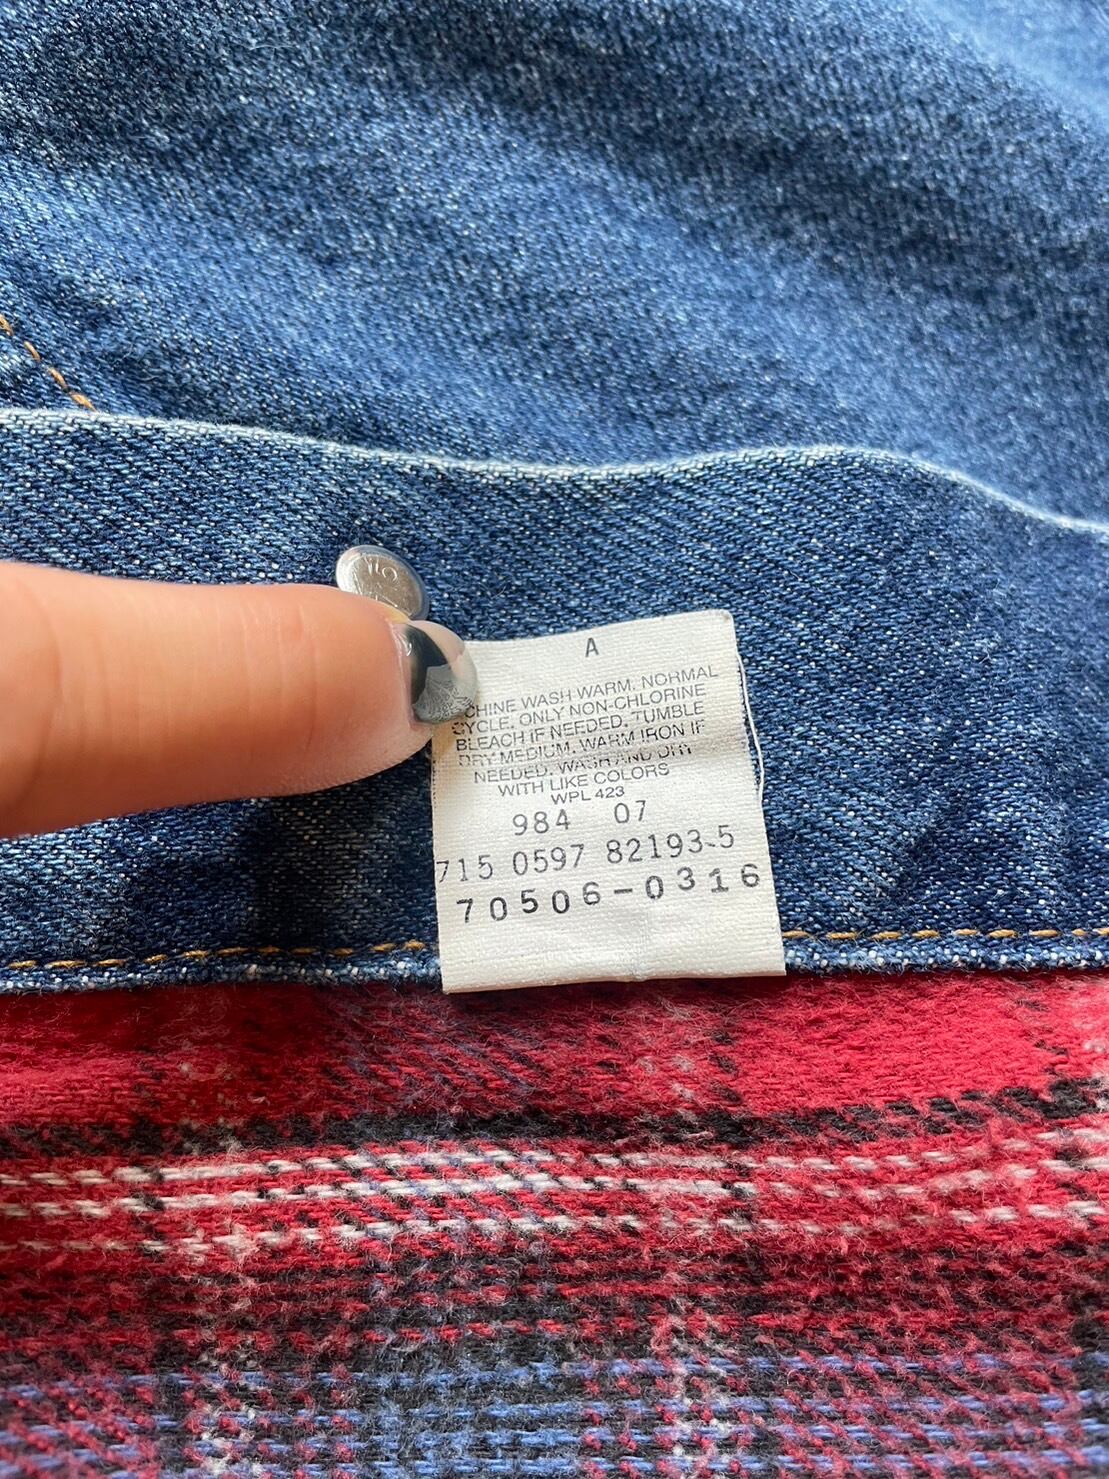 A
CHINE WASH WARM. NORMAL
CYCLE. ONLY NON-CHLORINE
BLEACH IF NEEDED. TUMBLE
DRY MEDIUM. WARM IRON IF
NEEDED. WASH AND DRY
WITH LIKE COLORS
WPL 423
984 07
715 0597 82193-5
70506-0316